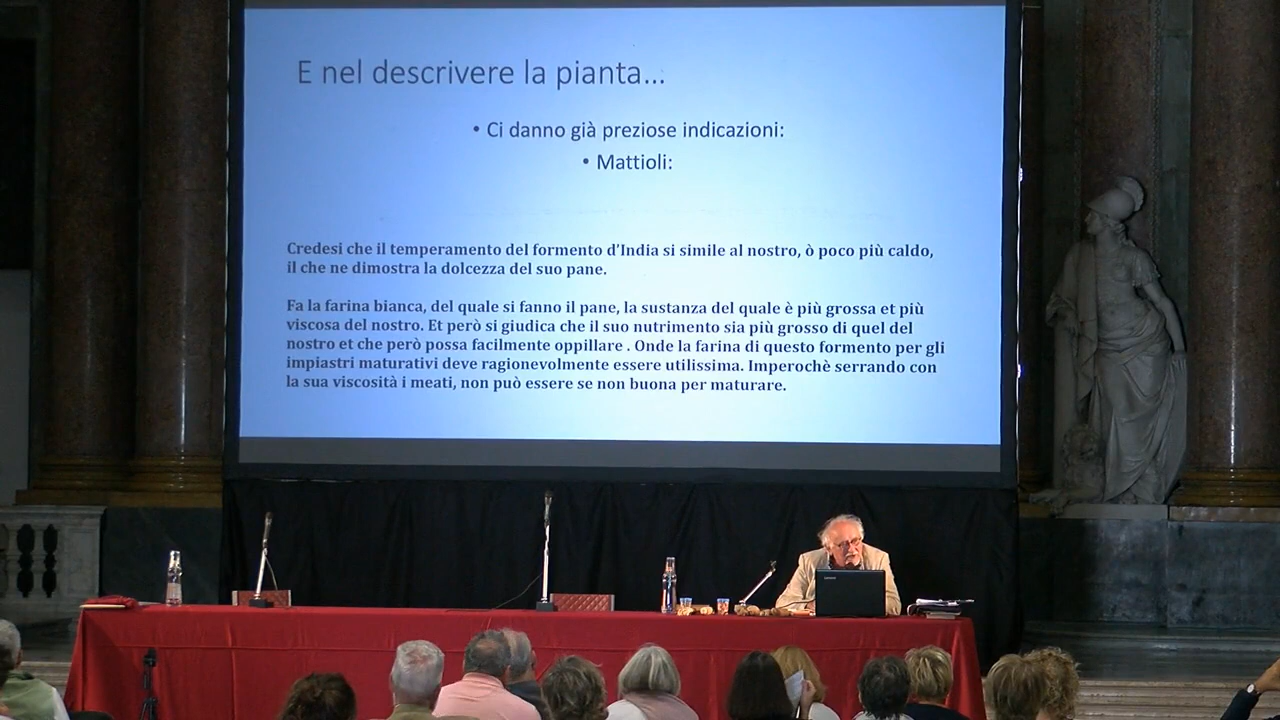 E nel descrivere la pianta...
• Ci danno già preziose indicazioni:
• Mattioli:
Credesi che il temperamento del formento d'India si simile al nostro, ò poco più caldo,
il che ne dimostra la dolcezza del suo pane.
Fa la farina bianca, del quale si fanno il pane, la sustanza del quale è più grossa et più
viscosa del nostro. Et però si giudica che il suo nutrimento sia più grosso di quel del
nostro et che però possa facilmente oppillare . Onde la farina di questo formento per gli
impiastri maturativi deve ragionevolmente essere utilissima. Imperochè serrando con
la sua viscosità i meati, non può essere se non buona per maturare.